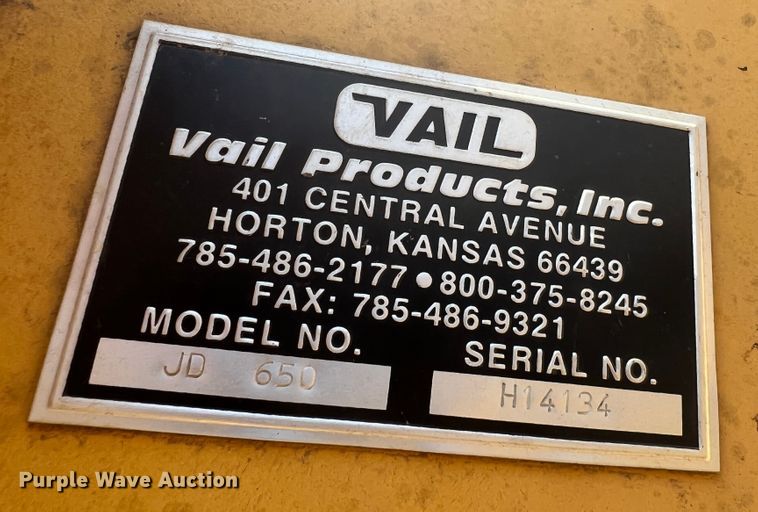 VAIL
Vail Products, Inc.
401 CENTRAL AVENUE
HORTON, KANSAS 66439
785-486-2177 • 800-375-8245
FAX: 785-486-9321
MODEL NO. SERIAL NO.
JD 650 H14134
Purple Wave Auction